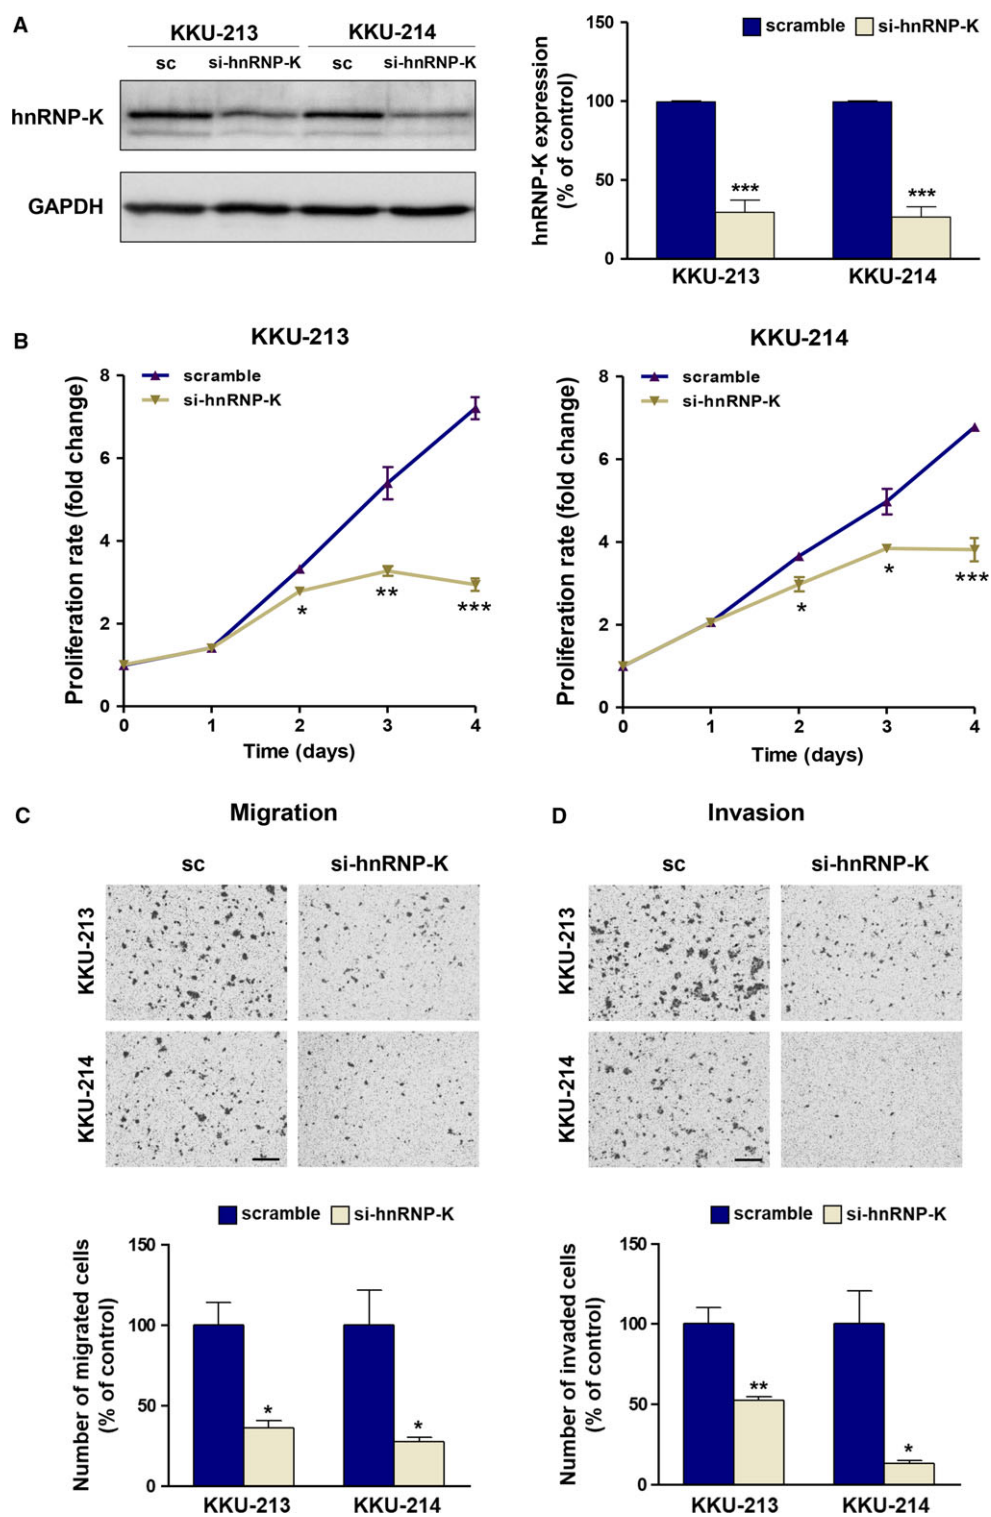 A
KKU-213 KKU-214
sc si-hnRNP-K sc si-hnRNP-K
hnRNP-K
GAPDH
scramble si-hnRNP-K
hnRNP-K expression
(% of control)
150
100
50
0
*** ***
KKU-213 KKU-214
B
KKU-213
scramble
si-hnRNP-K
Proliferation rate (fold change)
8
6
4
2
0
* ** ***
0 1 2 3 4
Time (days)
KKU-214
scramble
si-hnRNP-K
Proliferation rate (fold change)
8
6
4
2
0
* * ***
0 1 2 3 4
Time (days)
C Migration
sc si-hnRNP-K
KKU-213
KKU-214
scramble si-hnRNP-K
Number of migrated cells
(% of control)
150
100
50
0
* *
KKU-213 KKU-214
D Invasion
sc si-hnRNP-K
KKU-213
KKU-214
scramble si-hnRNP-K
Number of invaded cells
(% of control)
150
100
50
0
** *
KKU-213 KKU-214